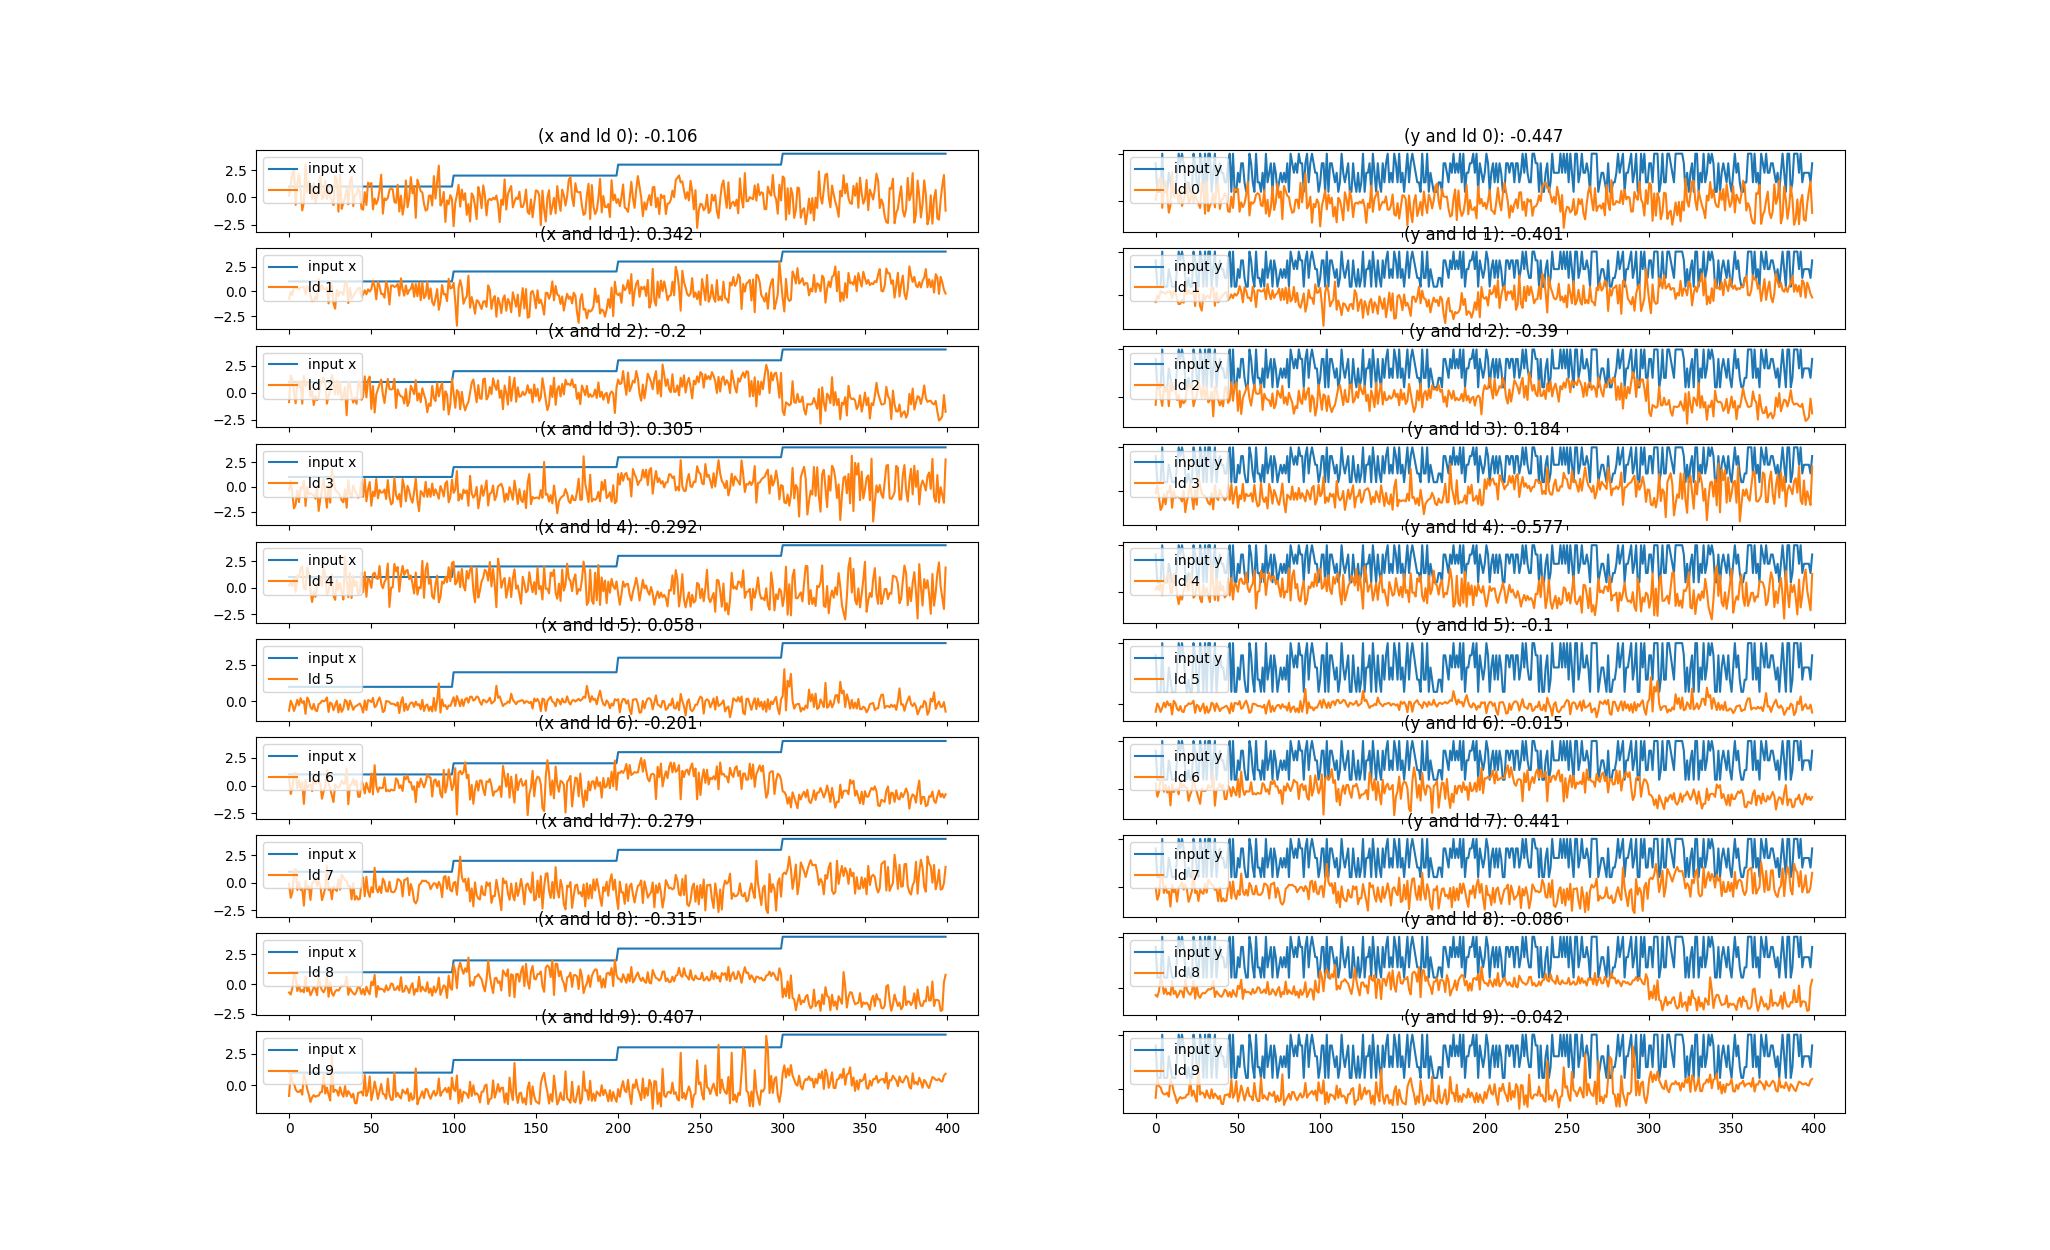 (x and ld 0): -0.106
2.5
0.0
−2.5
input x
ld 0
(x and ld 1): 0.342
2.5
0.0
−2.5
input x
ld 1
(x and ld 2): -0.2
2.5
0.0
−2.5
input x
ld 2
(x and ld 3): 0.305
2.5
0.0
−2.5
input x
ld 3
(x and ld 4): -0.292
2.5
0.0
−2.5
input x
ld 4
(x and ld 5): 0.058
2.5
0.0
input x
ld 5
(x and ld 6): -0.201
2.5
0.0
−2.5
input x
ld 6
(x and ld 7): 0.279
2.5
0.0
−2.5
input x
ld 7
(x and ld 8): -0.315
2.5
0.0
−2.5
input x
ld 8
(x and ld 9): 0.407
2.5
0.0
input x
ld 9
0 50 100 150 200 250 300 350 400
(y and ld 0): -0.447
input y
ld 0
(y and ld 1): -0.401
input y
ld 1
(y and ld 2): -0.39
input y
ld 2
(y and ld 3): 0.184
input y
ld 3
(y and ld 4): -0.577
input y
ld 4
(y and ld 5): -0.1
input y
ld 5
(y and ld 6): -0.015
input y
ld 6
(y and ld 7): 0.441
input y
ld 7
(y and ld 8): -0.086
input y
ld 8
(y and ld 9): -0.042
input y
ld 9
0 50 100 150 200 250 300 350 400